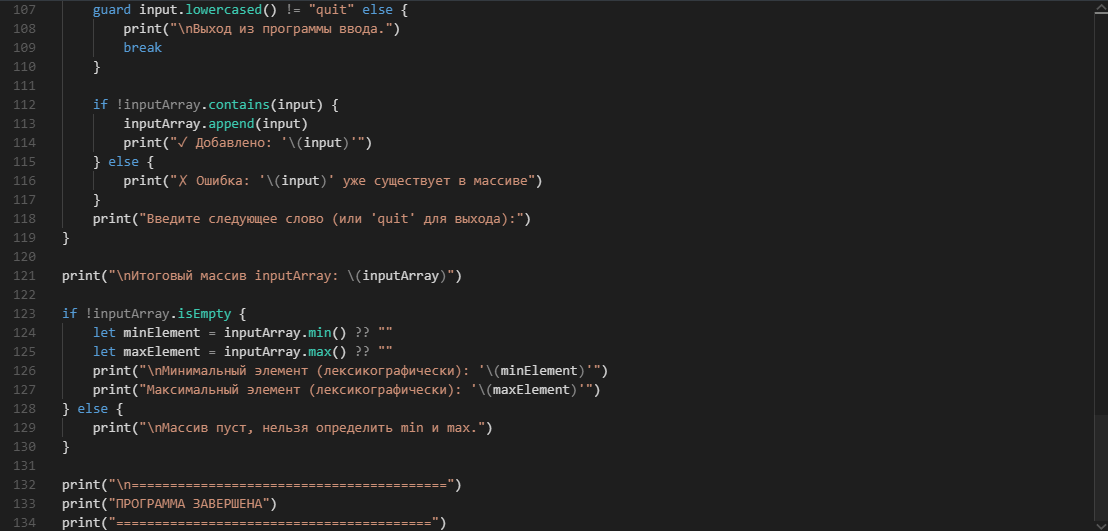 107 guard input.lowercased() != "quit" else {
108 print("\nВыход из программы ввода.")
109 break
110 }
111
112 if !inputArray.contains(input) {
113 inputArray.append(input)
114 print("✓ Добавлено: '\(input)'")
115 } else {
116 print("✗ Ошибка: '\(input)' уже существует в массиве")
117 }
118 print("Введите следующее слово (или 'quit' для выхода):")
119 }
120
121 print("\nИтоговый массив inputArray: \(inputArray)")
122
123 if !inputArray.isEmpty {
124 let minElement = inputArray.min() ?? ""
125 let maxElement = inputArray.max() ?? ""
126 print("\nМинимальный элемент (лексикографически): '\(minElement)'")
127 print("Максимальный элемент (лексикографически): '\(maxElement)'")
128 } else {
129 print("\nМассив пуст, нельзя определить min и max.")
130 }
131
132 print("\n=========================================")
133 print("ПРОГРАММА ЗАВЕРШЕНА")
134 print("=========================================")